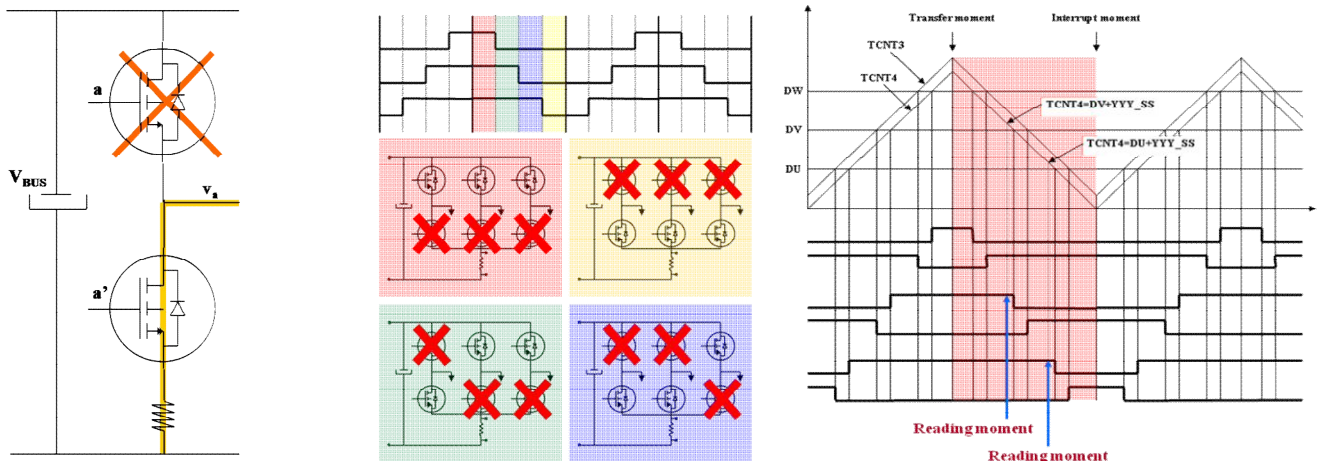 a
V_BUS
v_a
a'
Transfer moment
Interrupt moment
TCNT3
TCNT4
DW
TCNT4=DV+YYY_SS
DV
TCNT4=DU+YYY_SS
DU
Reading moment
Reading moment